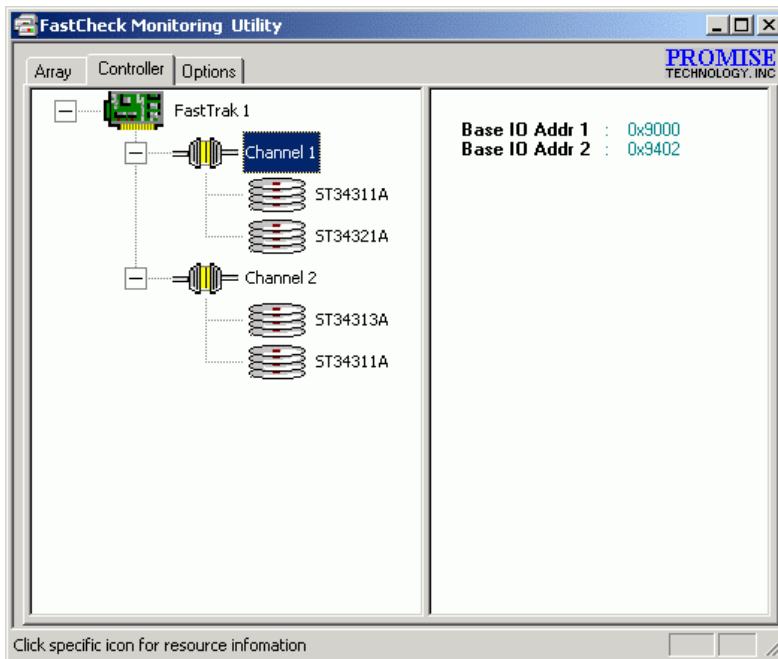 FastCheck Monitoring Utility
PROMISE
TECHNOLOGY, INC
Array Controller Options
FastTrak 1
Channel 1
ST34311A
ST34321A
Channel 2
ST34313A
ST34311A
Base IO Addr 1 : 0x9000
Base IO Addr 2 : 0x9402
Click specific icon for resource infomation